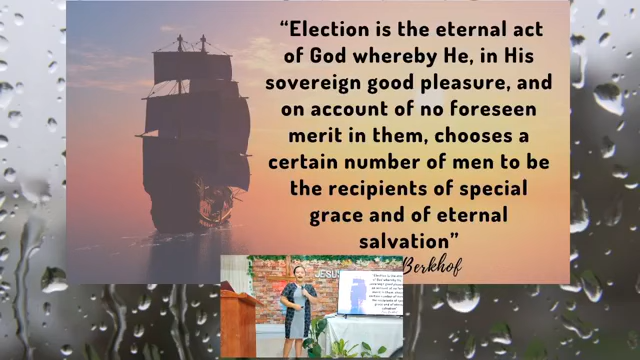 “Election is the eternal act
of God whereby He, in His
sovereign good pleasure, and
on account of no foreseen
merit in them, chooses a
certain number of men to be
the recipients of special
grace and of eternal
salvation”
Berkhof
JESUS